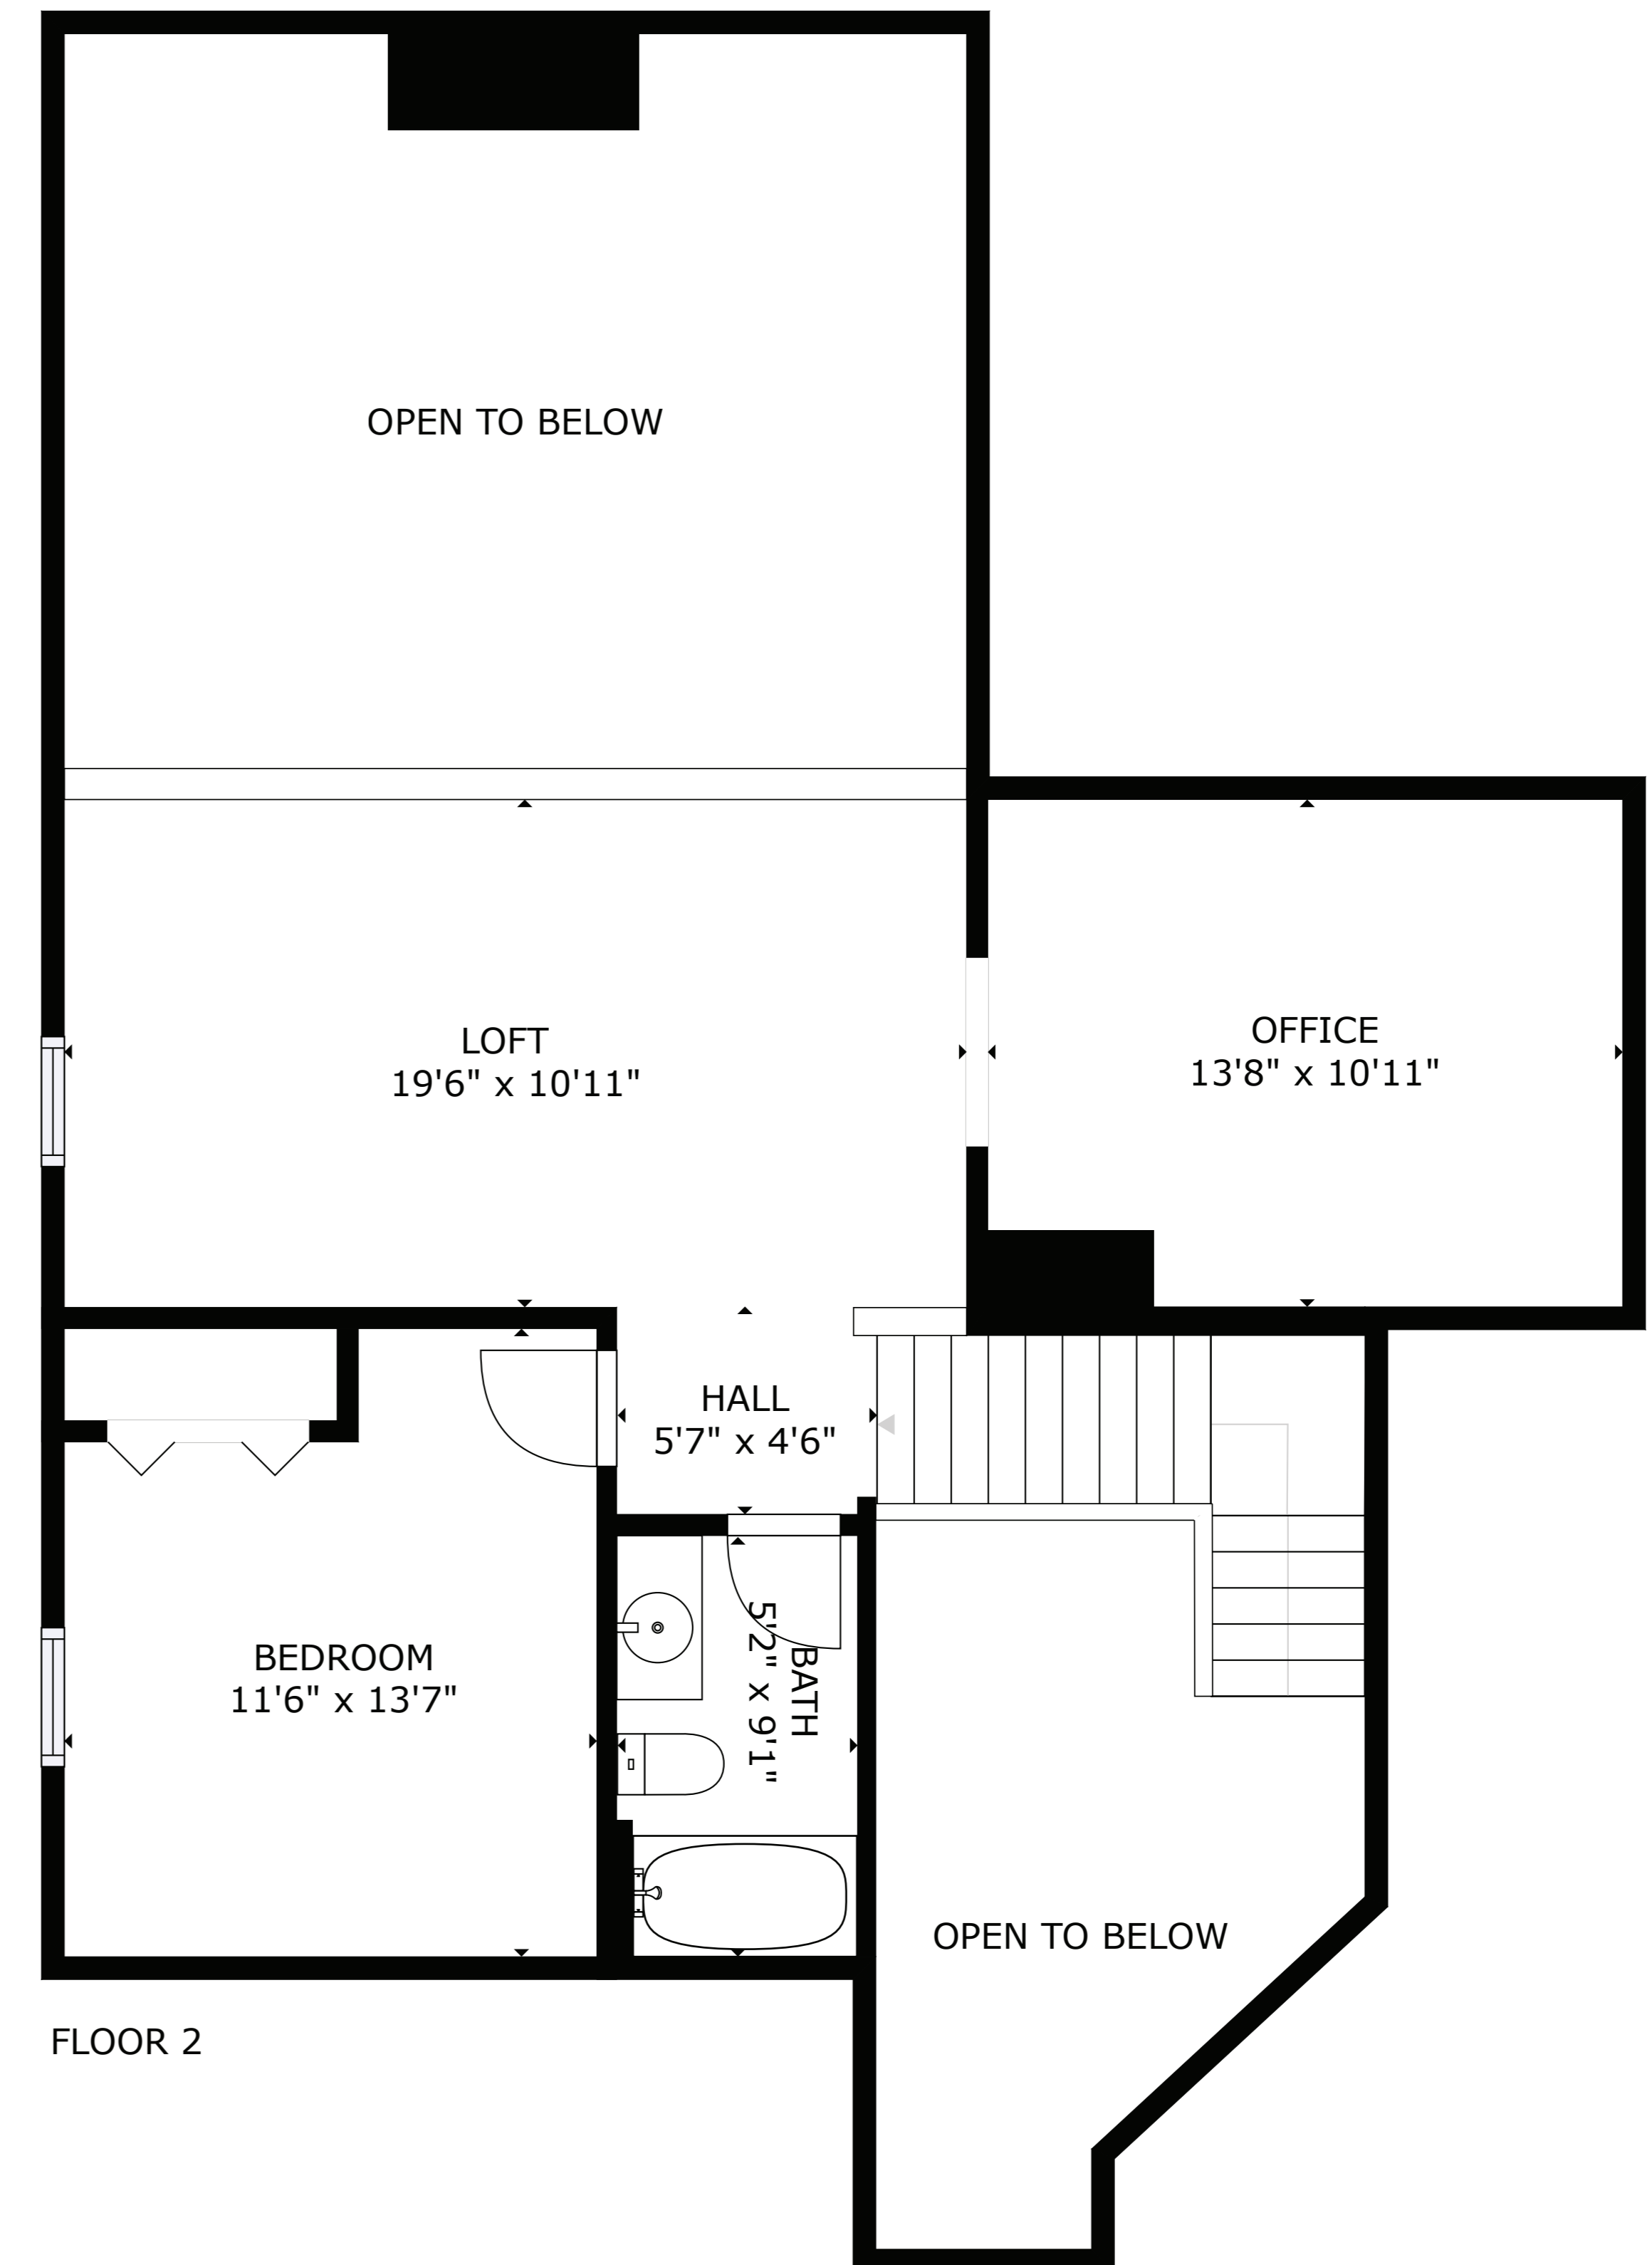 OPEN TO BELOW
LOFT
19'6" x 10'11"
OFFICE
13'8" x 10'11"
HALL
5'7" x 4'6"
BEDROOM
11'6" x 13'7"
BATH
5'2" x 9'1"
OPEN TO BELOW
FLOOR 2